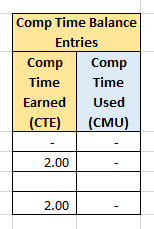 Comp Time Balance
Entries
Comp Comp
Time Time
Earned Used
(CTE) (CMU)
- -
2.00 -
2.00 -